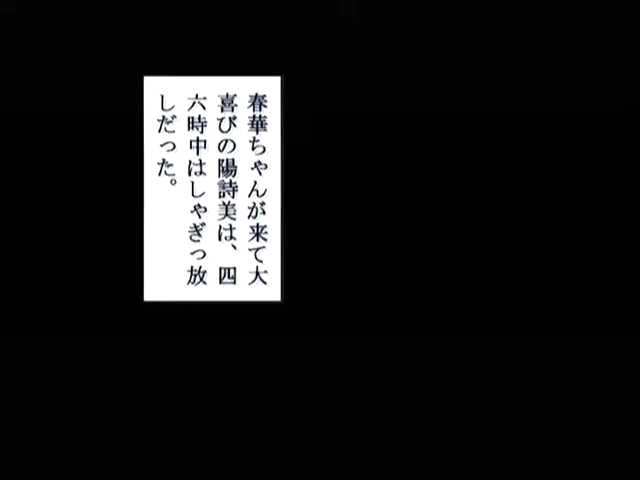 春華ちゃんが来て大
喜びの陽詩美は、四
六時中はしゃぎっ放
しだった。